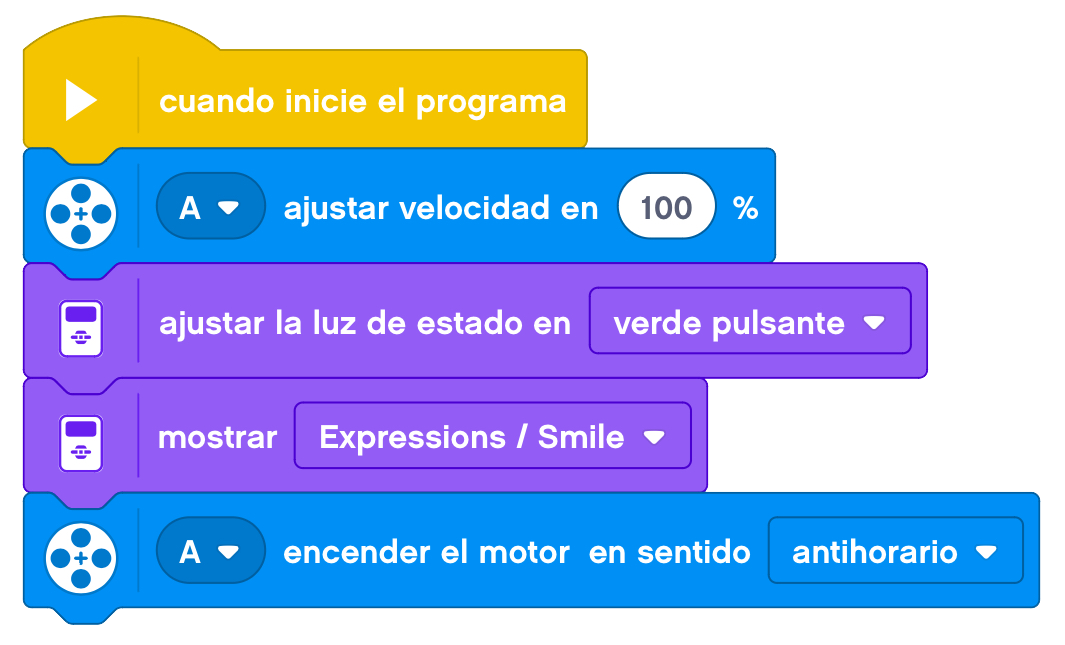 cuando inicie el programa
A ajustar velocidad en 100 %
ajustar la luz de estado en verde pulsante
mostrar Expressions / Smile
A encender el motor en sentido antihorario